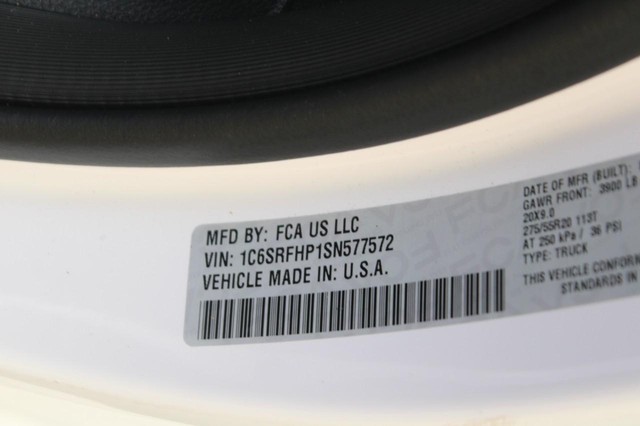 MFD BY: FCA US LLC
VIN: 1C6SRFHP1SN577572
VEHICLE MADE IN: U.S.A.
DATE OF MFR (BUILT):
GAWR FRONT: 3900 LB
20X9.0
275/55R20 113T
AT 250 kPa / 36 PSI
TYPE: TRUCK
THIS VEHICLE CONFORM
STANDARDS IN